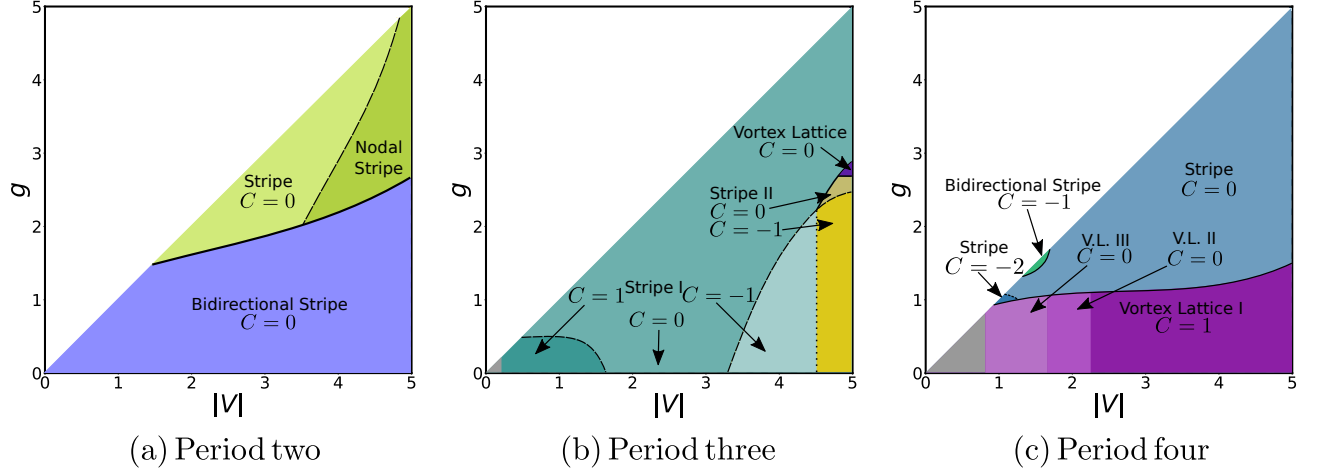 5
4
3
2
1
0
g
0
1
2
3
4
5
|V|
Stripe
C = 0
Nodal
Stripe
Bidirectional Stripe
C = 0
(a) Period two
5
4
3
2
1
0
g
0
1
2
3
4
5
|V|
Vortex Lattice
C = 0
Stripe II
C = 0
C = −1
C = 1 Stripe I C = −1
C = 0
(b) Period three
5
4
3
2
1
0
g
0
1
2
3
4
5
|V|
Stripe
C = 0
Bidirectional Stripe
C = −1
Stripe
C = −2
V.L. III
C = 0
V.L. II
C = 0
Vortex Lattice I
C = 1
(c) Period four